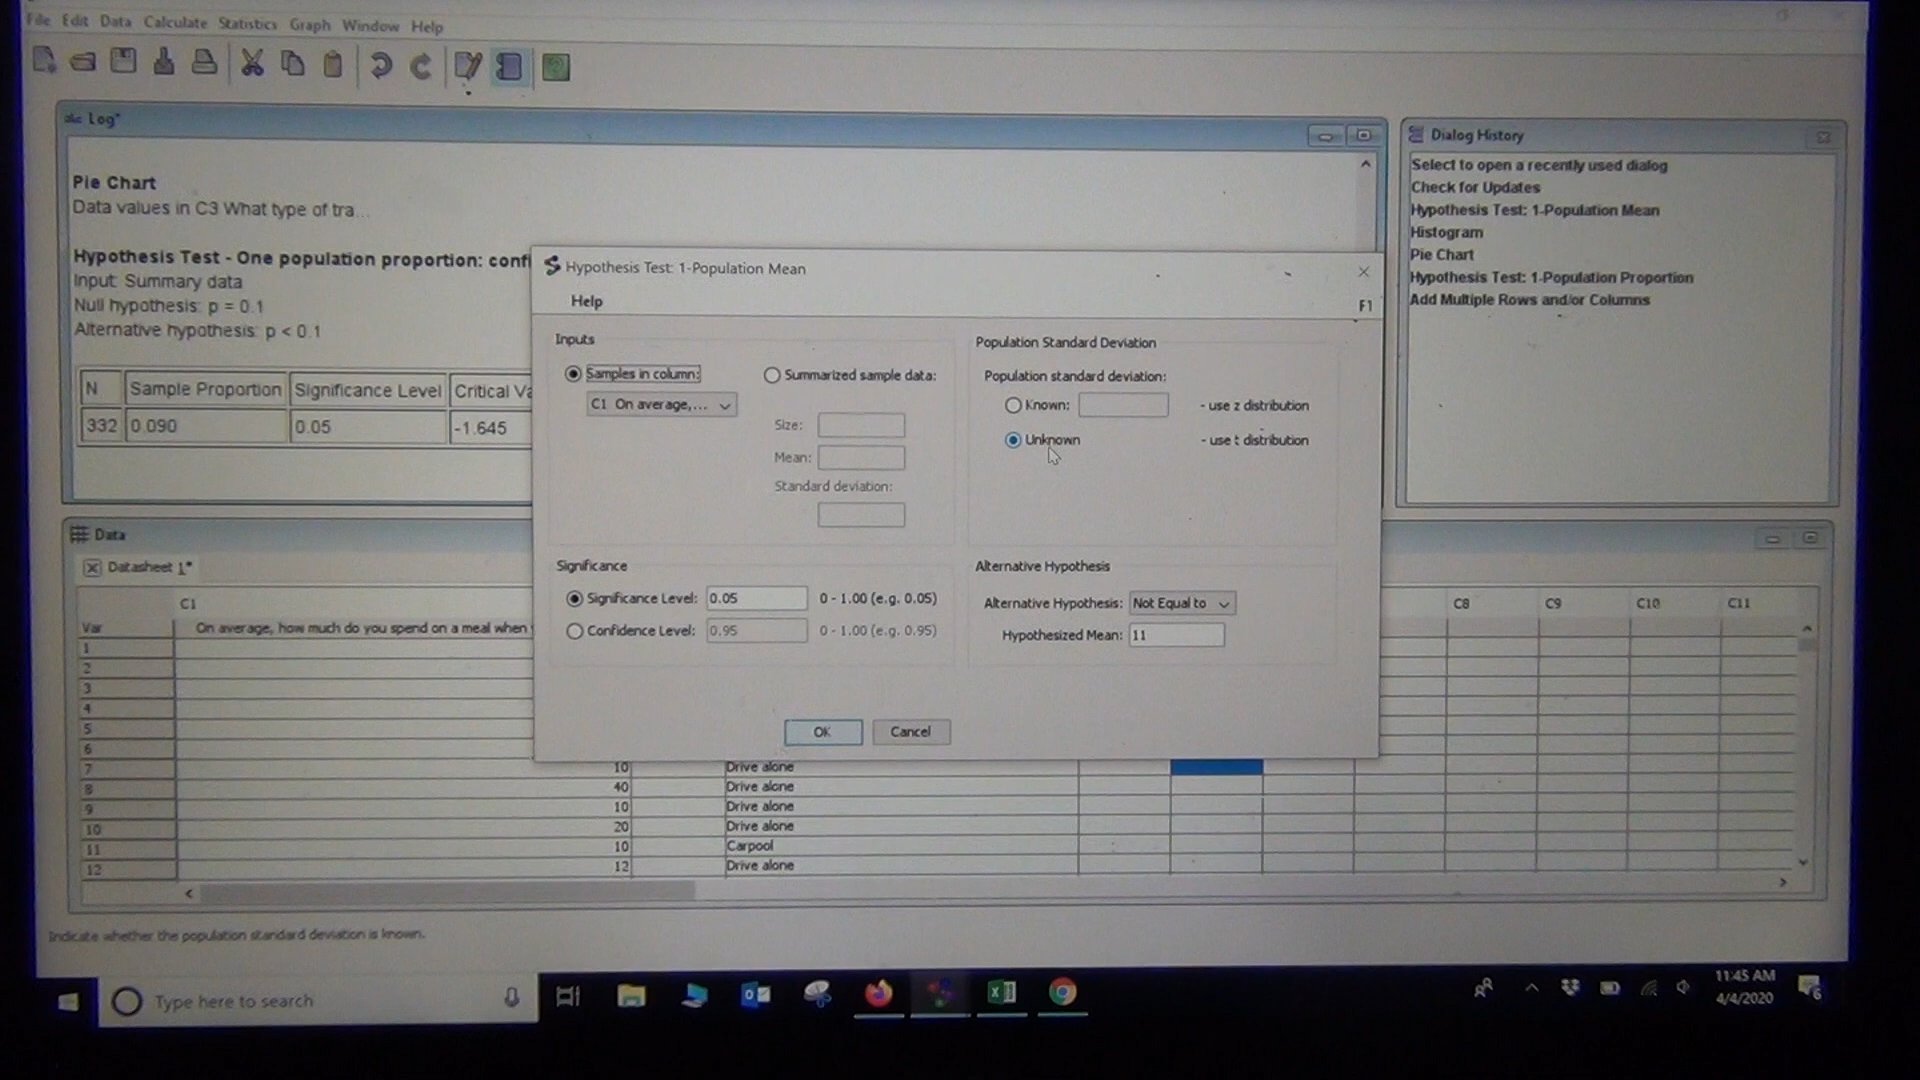 File Edit Data Calculate Statistics Graph Window Help
Log*
Pie Chart
Data values in C3 What type of tra...
Hypothesis Test - One population proportion: confi
Input: Summary data
Null hypothesis: p = 0.1
Alternative hypothesis: p < 0.1
N Sample Proportion Significance Level Critical Va
332 0.090 0.05 -1.645
Dialog History
Select to open a recently used dialog
Check for Updates
Hypothesis Test: 1-Population Mean
Histogram
Pie Chart
Hypothesis Test: 1-Population Proportion
Add Multiple Rows and/or Columns
Hypothesis Test: 1-Population Mean
Help F1
Inputs
Samples in column:
C1 On average,...
Summarized sample data:
Size:
Mean:
Standard deviation:
Population Standard Deviation
Population standard deviation:
Known: - use z distribution
Unknown - use t distribution
Significance
Significance Level: 0.05 0 - 1.00 (e.g. 0.05)
Confidence Level: 0.95 0 - 1.00 (e.g. 0.95)
Alternative Hypothesis
Alternative Hypothesis: Not Equal to
Hypothesized Mean: 11
OK Cancel
Data
Datasheet 1*
C1 C8 C9 C10 C11
Var On average, how much do you spend on a meal when
1
2
3
4
5
6
7 10 Drive alone
8 40 Drive alone
9 10 Drive alone
10 20 Drive alone
11 10 Carpool
12 12 Drive alone
Indicate whether the population standard deviation is known.
Type here to search
11:45 AM
4/4/2020
6